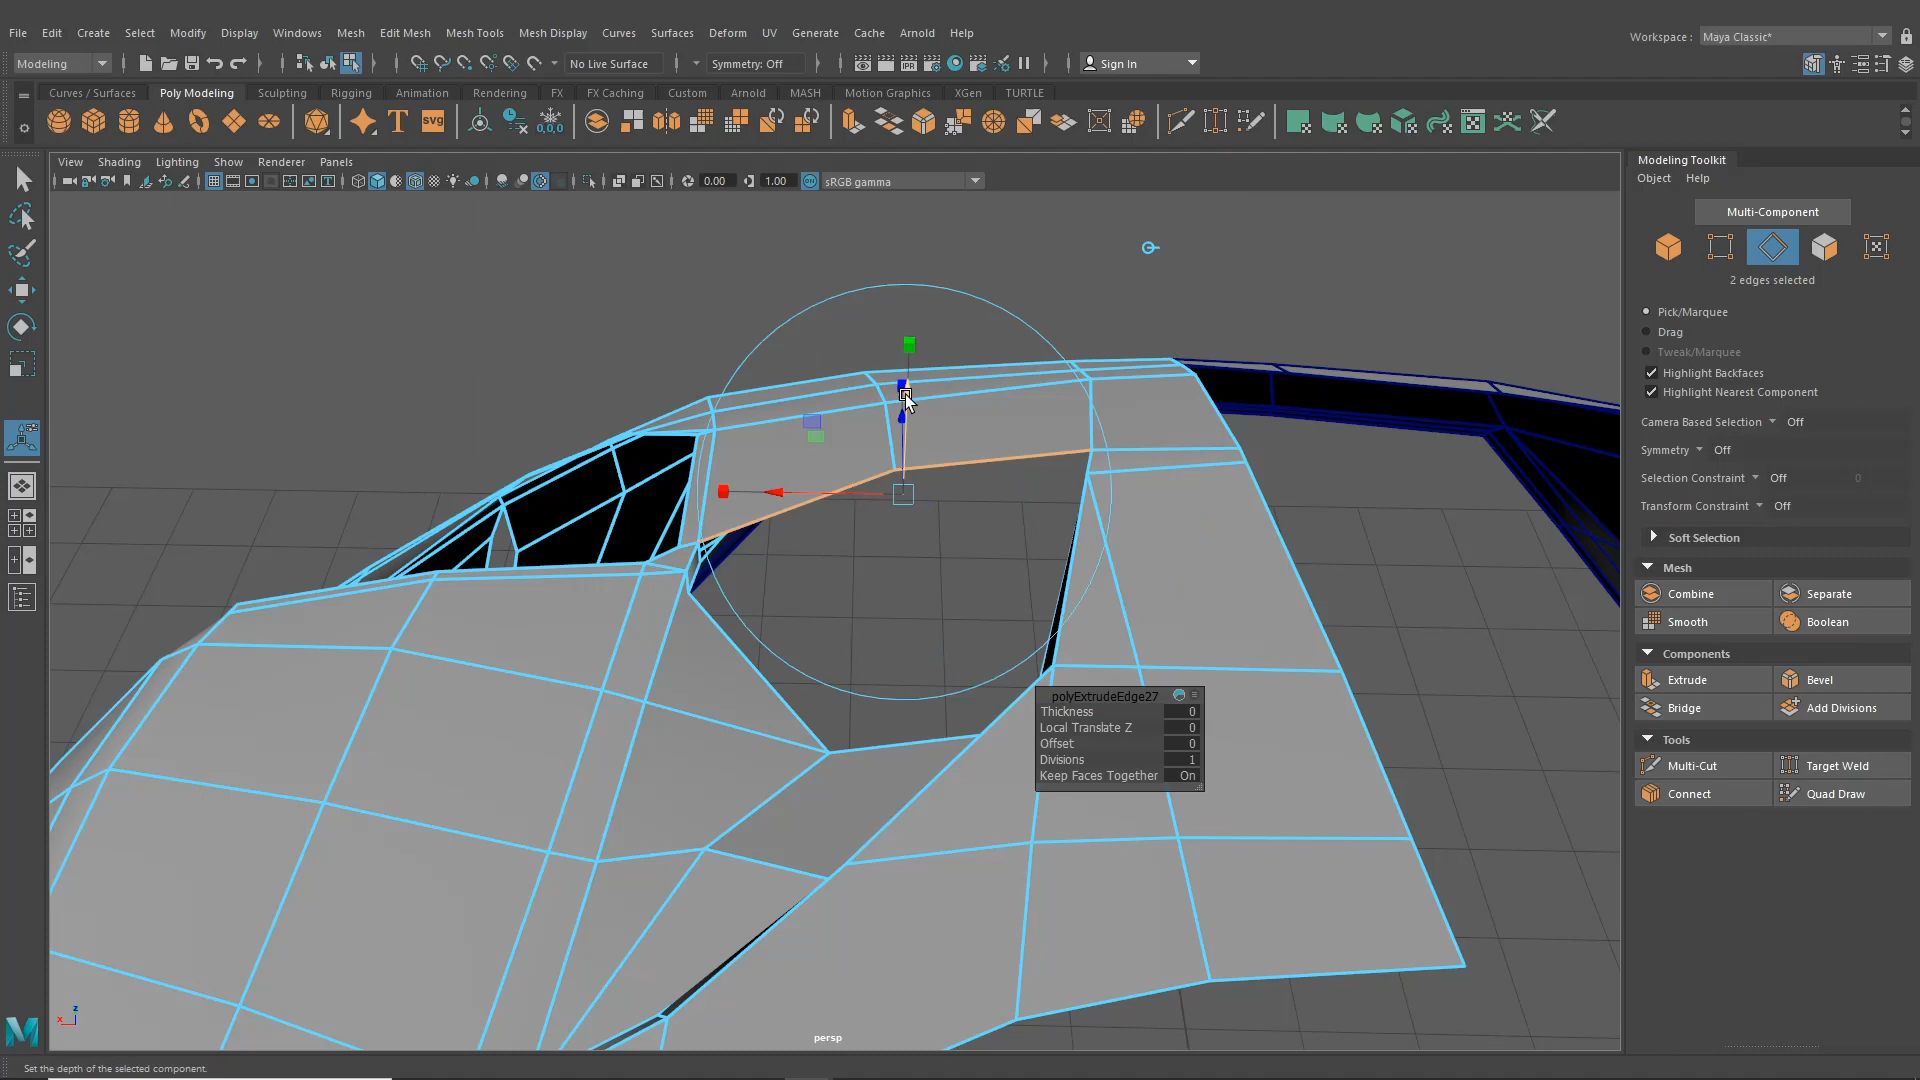 File Edit Create Select Modify Display Windows Mesh Edit Mesh Mesh Tools Mesh Display Curves Surfaces Deform UV Generate Cache Arnold Help
Workspace : Maya Classic*
Modeling No Live Surface Symmetry: Off Sign In
Curves / Surfaces Poly Modeling Sculpting Rigging Animation Rendering FX FX Caching Custom Arnold MASH Motion Graphics XGen TURTLE
T svg 0,0,0
IPR
View Shading Lighting Show Renderer Panels
0.00 1.00 ON sRGB gamma
Modeling Toolkit
Object Help
Multi-Component
2 edges selected
Pick/Marquee
Drag
Tweak/Marquee
Highlight Backfaces
Highlight Nearest Component
Camera Based Selection Off
Symmetry Off
Selection Constraint Off 0
Transform Constraint Off
Soft Selection
Mesh
Combine Separate
Smooth Boolean
Components
Extrude Bevel
Bridge Add Divisions
Tools
Multi-Cut Target Weld
Connect Quad Draw
polyExtrudeEdge27
Thickness 0
Local Translate Z 0
Offset 0
Divisions 1
Keep Faces Together On
z
x
persp
M
Set the depth of the selected component.